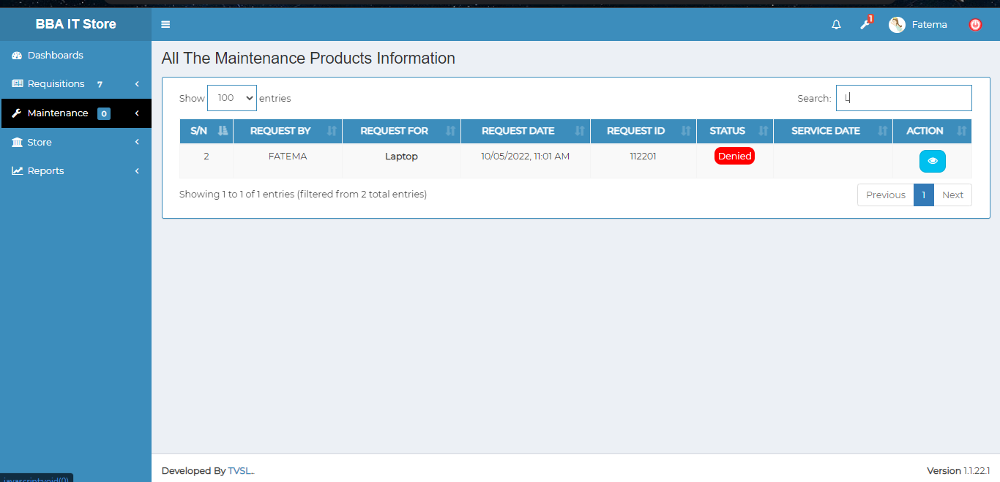 BBA IT Store
1
Fatema
Dashboards
Requisitions 7
Maintenance 0
Store
Reports
All The Maintenance Products Information
Show 100 entries
Search: L
S/N REQUEST BY REQUEST FOR REQUEST DATE REQUEST ID STATUS SERVICE DATE ACTION
2 FATEMA Laptop 10/05/2022, 11:01 AM 112201 Denied
Showing 1 to 1 of 1 entries (filtered from 2 total entries)
Previous 1 Next
Developed By TVSL..
Version 1.1.22.1
javascript:void(0)